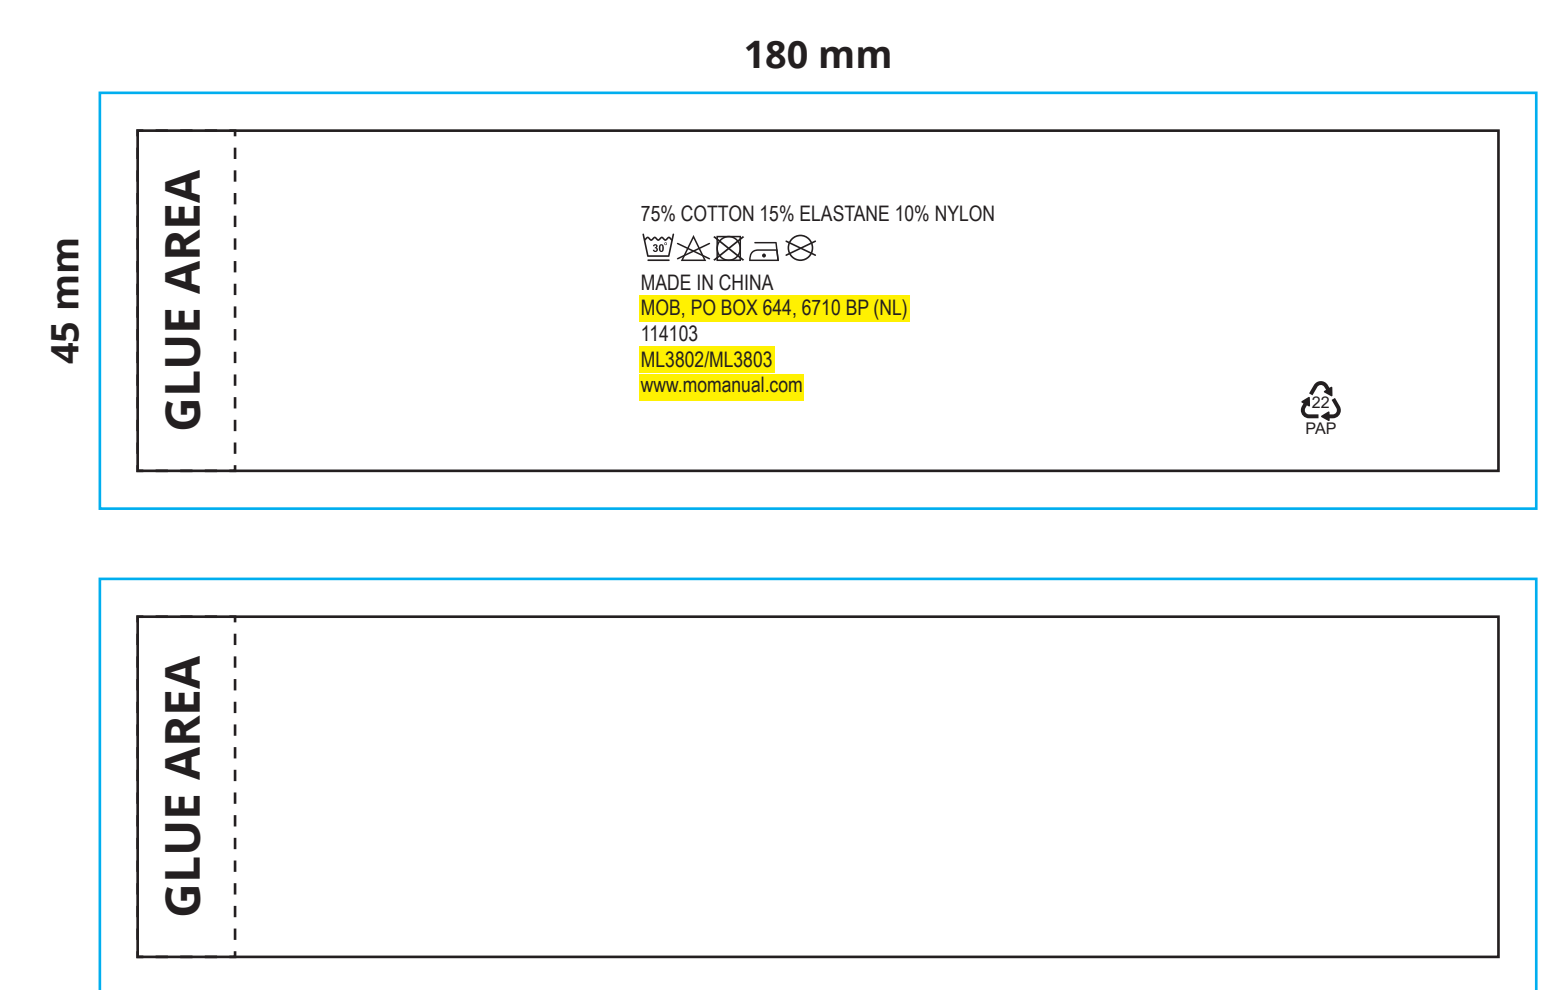 180 mm
45 mm
GLUE AREA
75% COTTON 15% ELASTANE 10% NYLON
30°
MADE IN CHINA
MOB, PO BOX 644, 6710 BP (NL)
114103
ML3802/ML3803
www.momanual.com
22
PAP
GLUE AREA